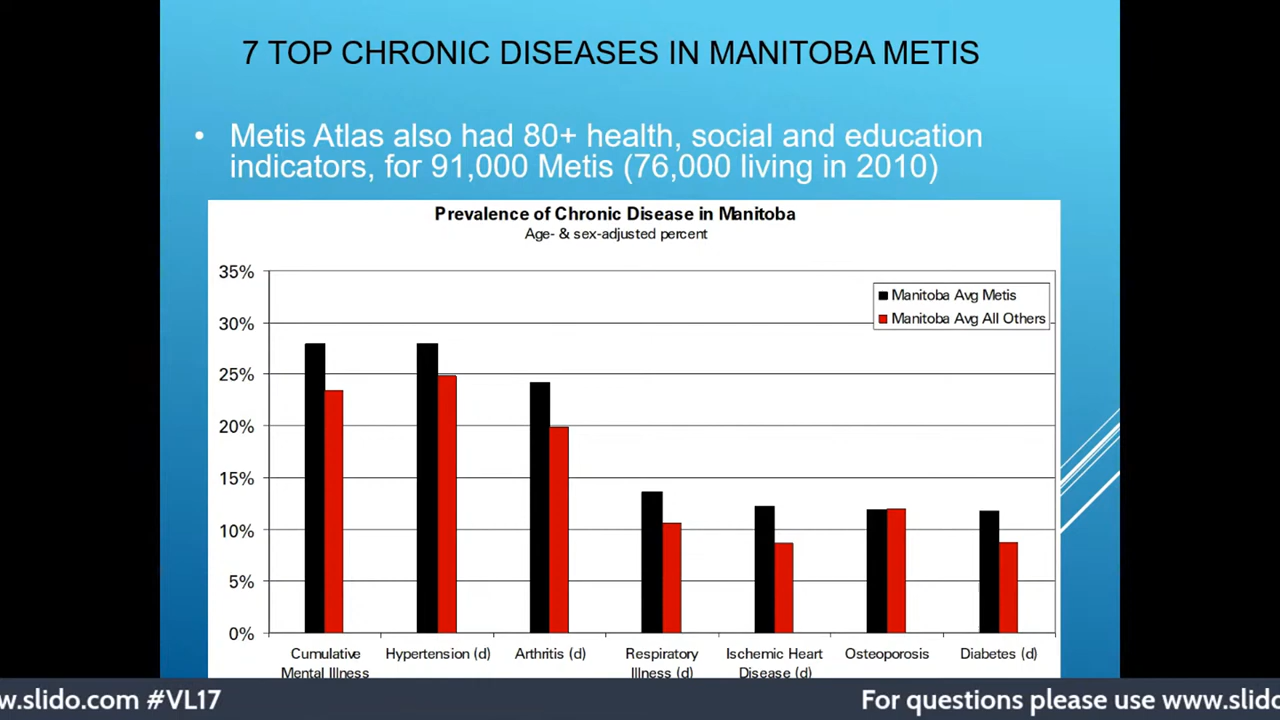 7 TOP CHRONIC DISEASES IN MANITOBA METIS
• Metis Atlas also had 80+ health, social and education
indicators, for 91,000 Metis (76,000 living in 2010)
Prevalence of Chronic Disease in Manitoba
Age- & sex-adjusted percent
35%
30%
25%
20%
15%
10%
5%
0%
Manitoba Avg Metis
Manitoba Avg All Others
Cumulative
Mental Illness
Hypertension (d)
Arthritis (d)
Respiratory
Illness (d)
Ischemic Heart
Disease (d)
Osteoporosis
Diabetes (d)
w.slido.com #VL17
For questions please use www.slido